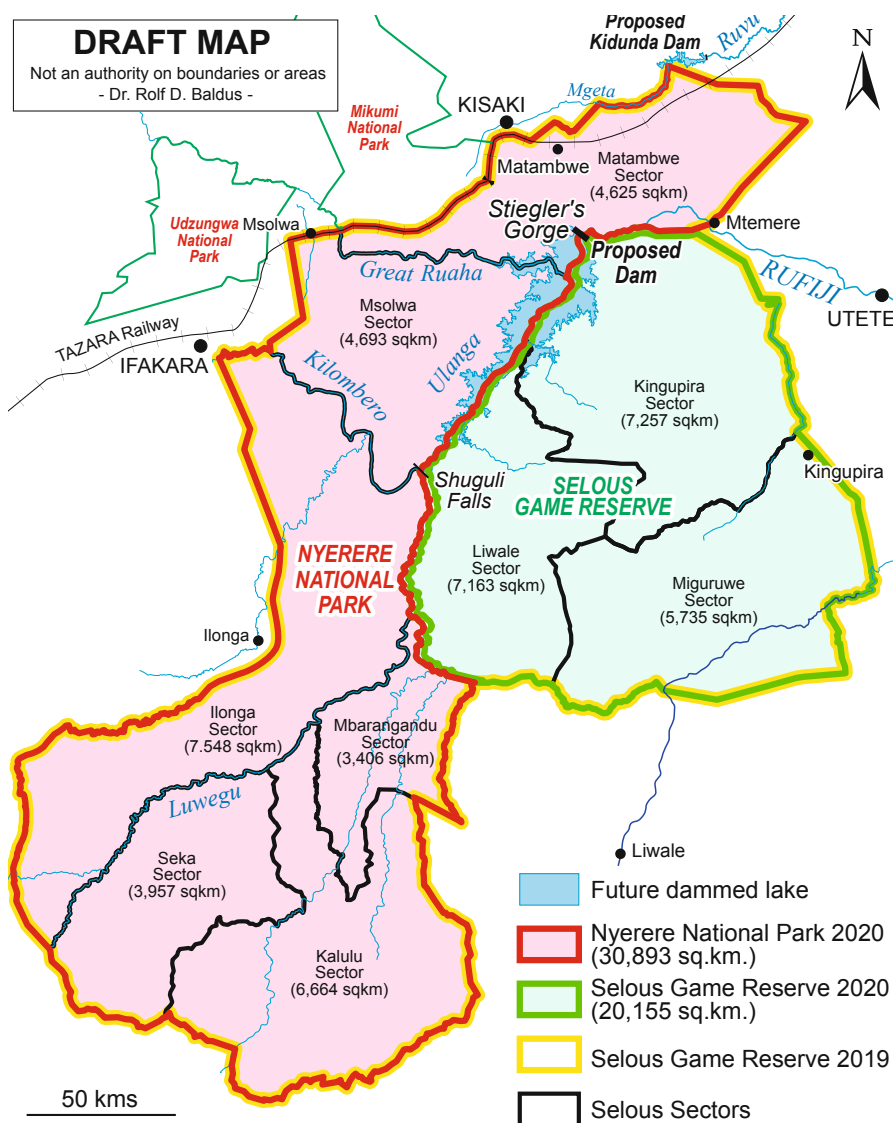 DRAFT MAP
Not an authority on boundaries or areas
- Dr. Rolf D. Baldus -
Proposed
Kidunda Dam
Ruvu
N
Mgeta
KISAKI
Mikumi
National
Park
Matambwe
Matambwe
Sector
(4,625 sqkm)
Udzungwa
National
Park
Msolwa
Stiegler's
Gorge
Mtemere
Proposed
Dam
Great Ruaha
RUFIJI
UTETE
Msolwa
Sector
(4,693 sqkm)
TAZARA Railway
IFAKARA
Kilombero
Ulanga
Kingupira
Sector
(7,257 sqkm)
Kingupira
Shuguli
Falls
SELOUS
GAME RESERVE
NYERERE
NATIONAL
PARK
Liwale
Sector
(7,163 sqkm)
Miguruwe
Sector
(5,735 sqkm)
Ilonga
Ilonga
Sector
(7.548 sqkm)
Mbarangandu
Sector
(3,406 sqkm)
Luwegu
Seka
Sector
(3,957 sqkm)
Liwale
Kalulu
Sector
(6,664 sqkm)
Future dammed lake
Nyerere National Park 2020
(30,893 sq.km.)
Selous Game Reserve 2020
(20,155 sq.km.)
Selous Game Reserve 2019
Selous Sectors
50 kms